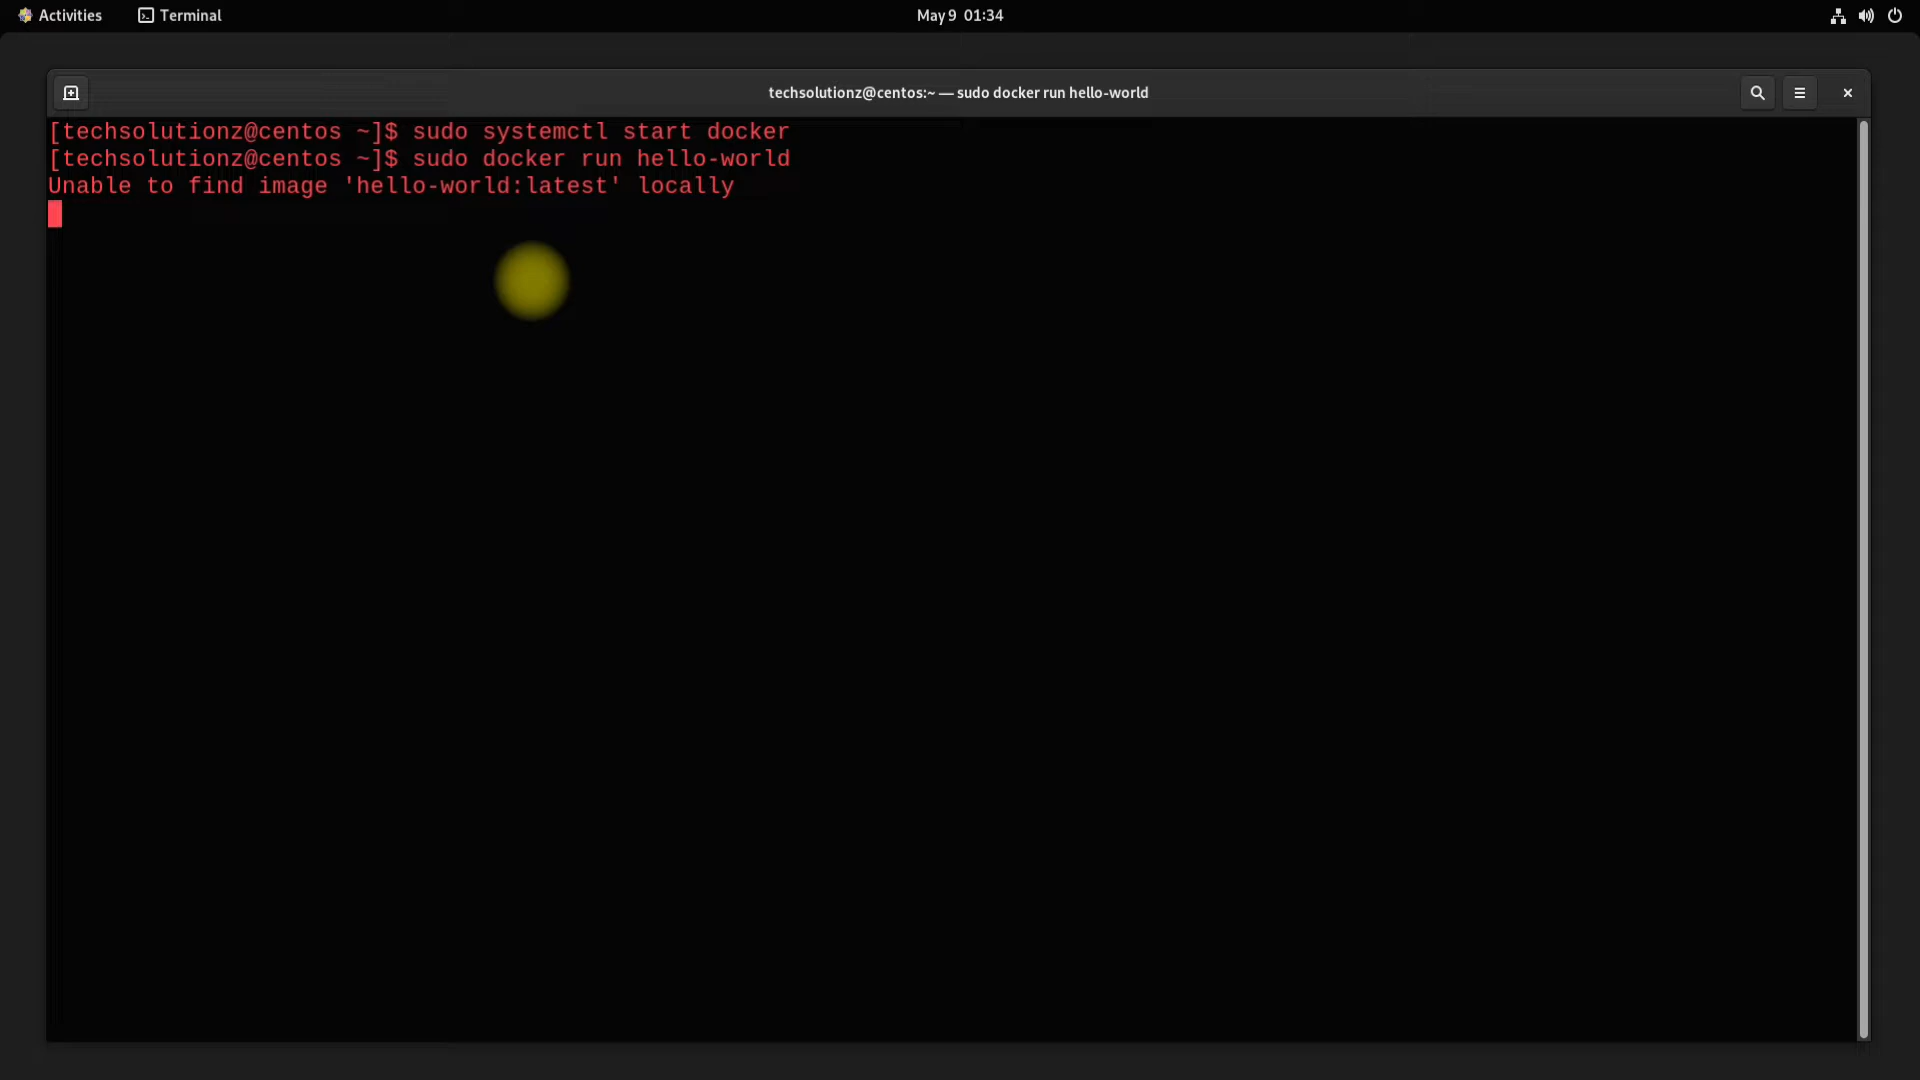 Activities
Terminal
May 9 01:34
techsolutionz@centos:~ — sudo docker run hello-world
[techsolutionz@centos ~]$ sudo systemctl start docker
[techsolutionz@centos ~]$ sudo docker run hello-world
Unable to find image 'hello-world:latest' locally